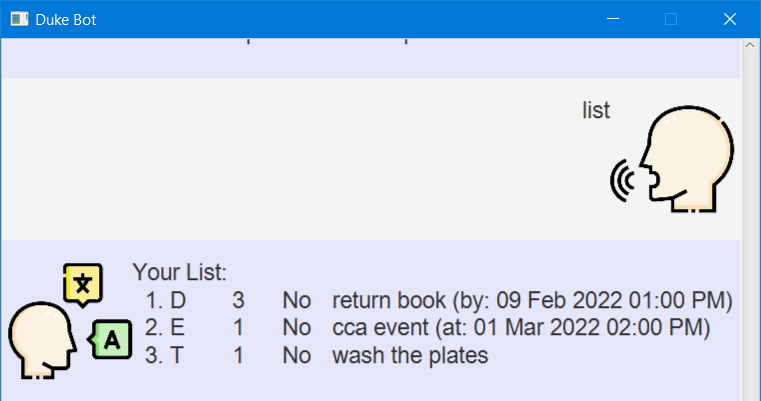 Duke Bot
list
Your List:
1. D 3 No return book (by: 09 Feb 2022 01:00 PM)
2. E 1 No cca event (at: 01 Mar 2022 02:00 PM)
3. T 1 No wash the plates
文
A